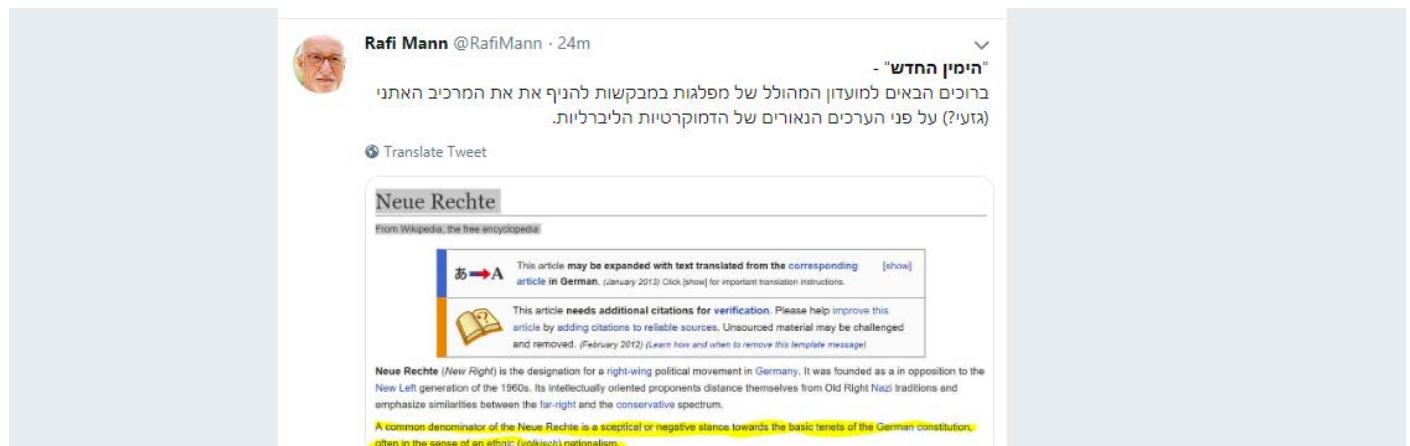 Rafi Mann @RafiMann · 24m
"הימין החדש" -
ברוכים הבאים למועדון המהולל של מפלגות במבקשות להניף את את המרכיב האתני
(גזעי?) על פני הערכים הנאורים של הדמוקרטיות הליברליות.
Translate Tweet
Neue Rechte
From Wikipedia, the free encyclopedia
This article may be expanded with text translated from the corresponding [show]
あ A
article in German. (January 2013) Click [show] for important translation instructions.
This article needs additional citations for verification. Please help improve this
article by adding citations to reliable sources. Unsourced material may be challenged
and removed. (February 2012) (Learn how and when to remove this template message)
Neue Rechte (New Right) is the designation for a right-wing political movement in Germany. It was founded as a in opposition to the
New Left generation of the 1960s. Its intellectually oriented proponents distance themselves from Old Right Nazi traditions and
emphasize similarities between the far-right and the conservative spectrum.
A common denominator of the Neue Rechte is a sceptical or negative stance towards the basic tenets of the German constitution,
often in the sense of an ethnic (völkisch) nationalism.